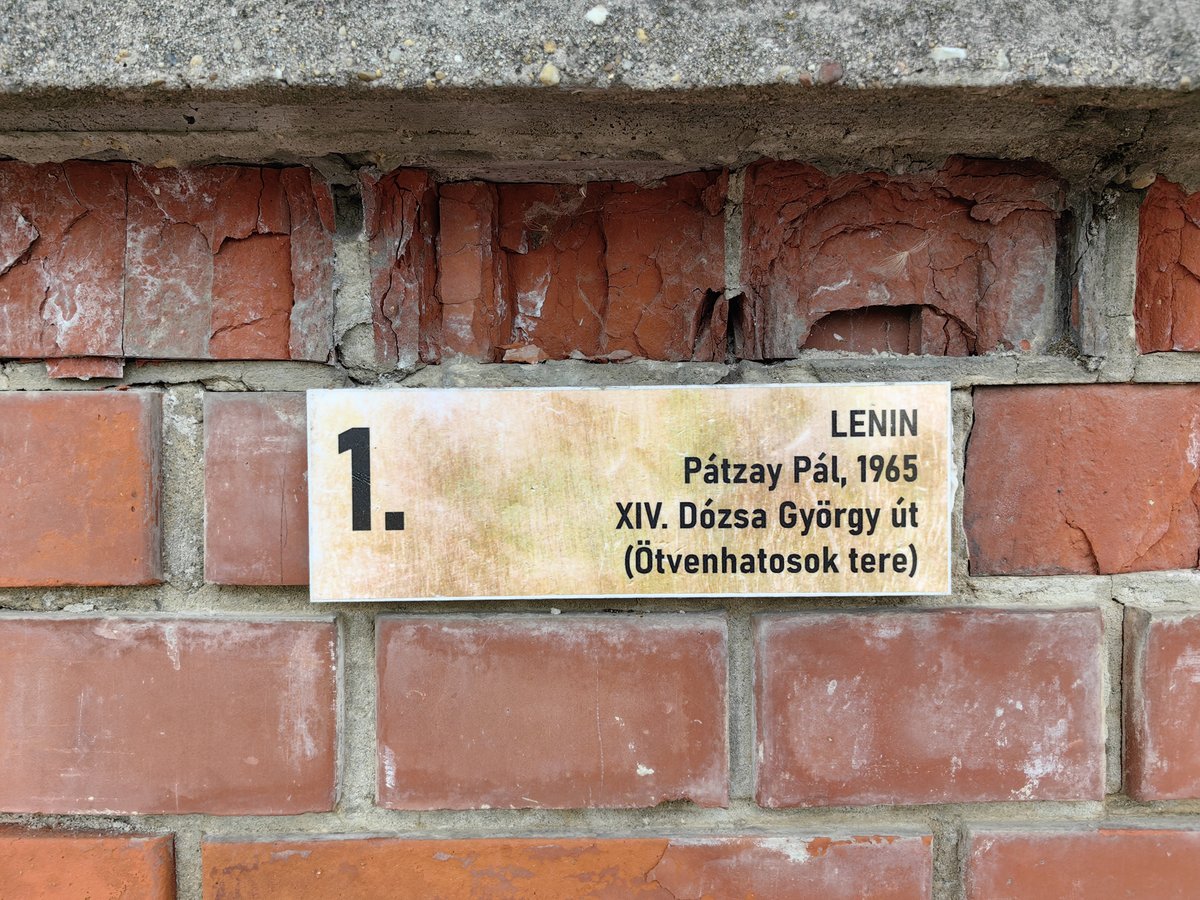 1.
LENIN
Pátzay Pál, 1965
XIV. Dózsa György út
(Ötvenhatosok tere)